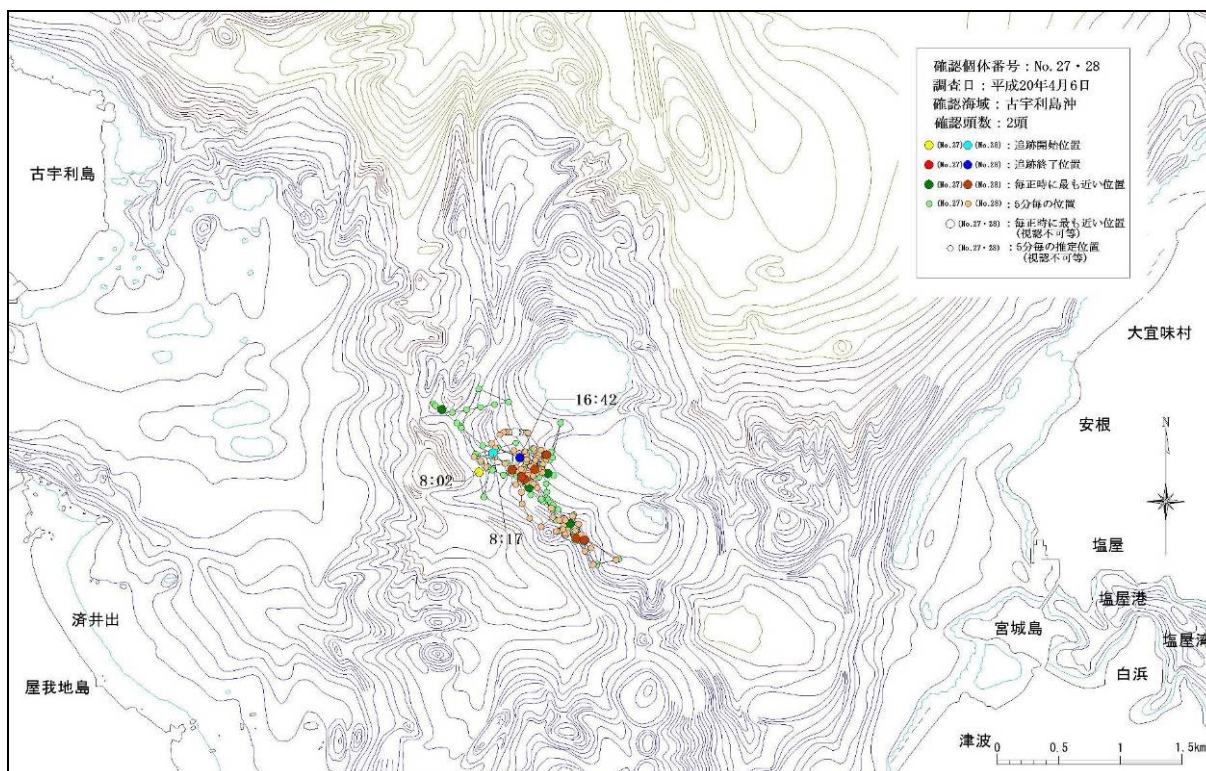 確認個体番号：No.27・28
調査日：平成20年4月6日
確認海域：古宇利島沖
確認頭数：2頭
(No.27) (No.28)：追跡開始位置
(No.27) (No.28)：追跡終了位置
(No.27) (No.28)：毎正時に最も近い位置
(No.27) (No.28)：5分毎の位置
(No.27・28)：毎正時に最も近い位置
(視認不可等)
(No.27・28)：5分毎の推定位置
(視認不可等)
古宇利島
大宜味村
16:42
安根
8:02
N
8:17
塩屋
塩屋港
済井出
宮城島
塩屋湾
白浜
屋我地島
津波
0 0.5 1 1.5km